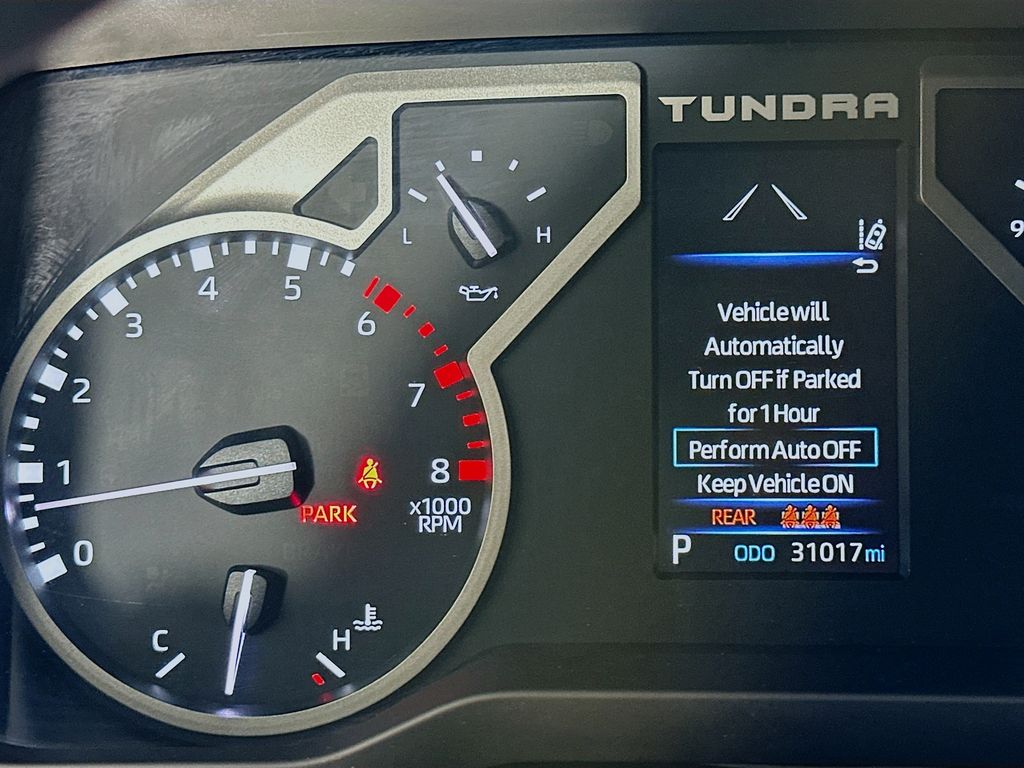 TUNDRA
L
H
0
1
2
3
4
5
6
7
8
x1000
RPM
PARK
C
H
Vehicle will
Automatically
Turn OFF if Parked
for 1 Hour
Perform Auto OFF
Keep Vehicle ON
REAR
P ODO 31017 mi
9